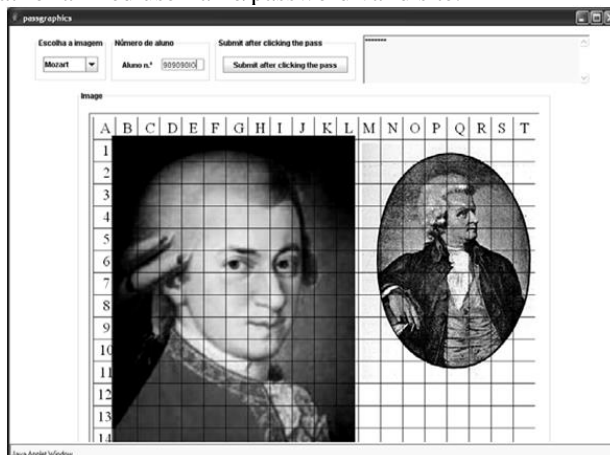 passgraphics
Escolha a imagem
Número de aluno
Submit after clicking the pass
Mozart
Aluno n.º
Submit after clicking the pass
*******
Image
A B C D E F G H I J K L M N O P Q R S T
1
2
3
4
5
6
7
8
9
10
11
12
13
14
Java Applet Window